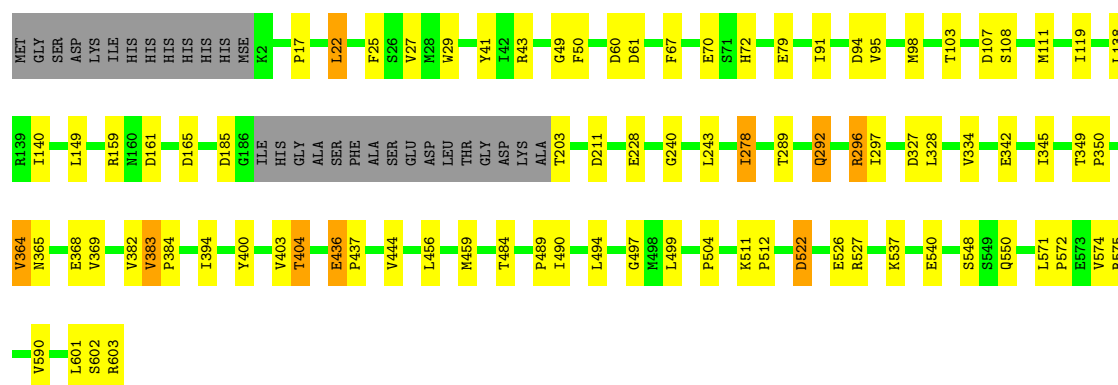 MET GLY SER ASP LYS ILE HIS HIS HIS HIS HIS HIS MSE K2 P17 L22 F25 S26 V27 M28 W29 Y41 I42 R43 G49 F50 D60 D61 F67 E70 S71 H72 E79 I91 D94 V95 M98 T103 D107 S108 M111 I119 L138
R139 I140 L149 R159 N160 D161 D165 D185 G186 ILE HIS GLY ALA SER PHE ALA SER GLU ASP LEU THR GLY ASP LYS ALA T203 D211 E228 G240 L243 I278 T289 Q292 R296 I297 D327 L328 V334 E342 I345 T349 P350
V364 N365 E368 V369 V382 V383 P384 I394 Y400 V403 T404 E436 P437 V444 L456 M459 T484 P489 I490 L494 G497 M498 L499 P504 K511 P512 D522 E526 R527 K537 E540 S548 S549 Q550 L571 P572 E573 V574
V590 L601 S602 R603